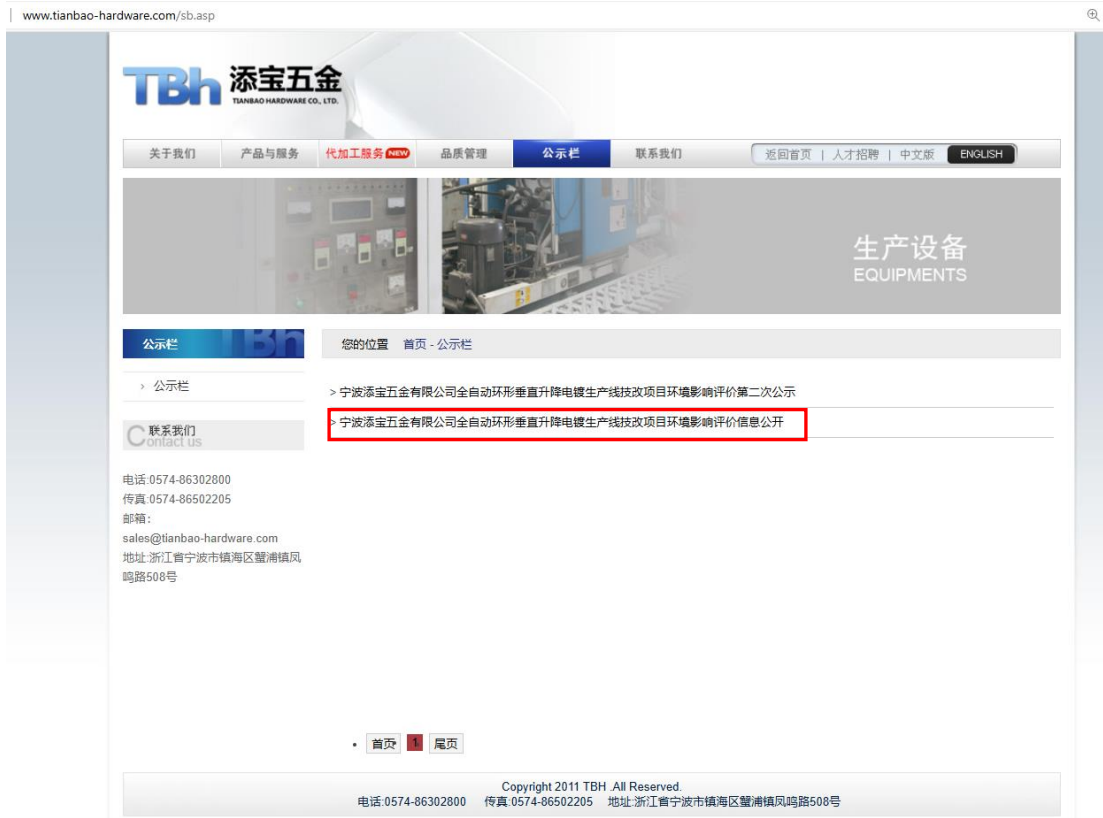 www.tianbao-hardware.com/sb.asp
TBh 添宝五金
TIANBAO HARDWARE CO., LTD.
关于我们 产品与服务 代加工服务 NEW 品质管理 公示栏 联系我们 返回首页 | 人才招聘 | 中文版 ENGLISH
生产设备
EQUIPMENTS
公示栏 TBh
您的位置 首页 - 公示栏
› 公示栏
> 宁波添宝五金有限公司全自动环形垂直升降电镀生产线技改项目环境影响评价第二次公示
> 宁波添宝五金有限公司全自动环形垂直升降电镀生产线技改项目环境影响评价信息公开
联系我们
Contact us
电话:0574-86302800
传真:0574-86502205
邮箱:
sales@tianbao-hardware.com
地址:浙江省宁波市镇海区蟹浦镇凤
鸣路508号
• 首页 1 尾页
Copyright 2011 TBH .All Reserved.
电话:0574-86302800 传真:0574-86502205 地址:浙江省宁波市镇海区蟹浦镇凤鸣路508号